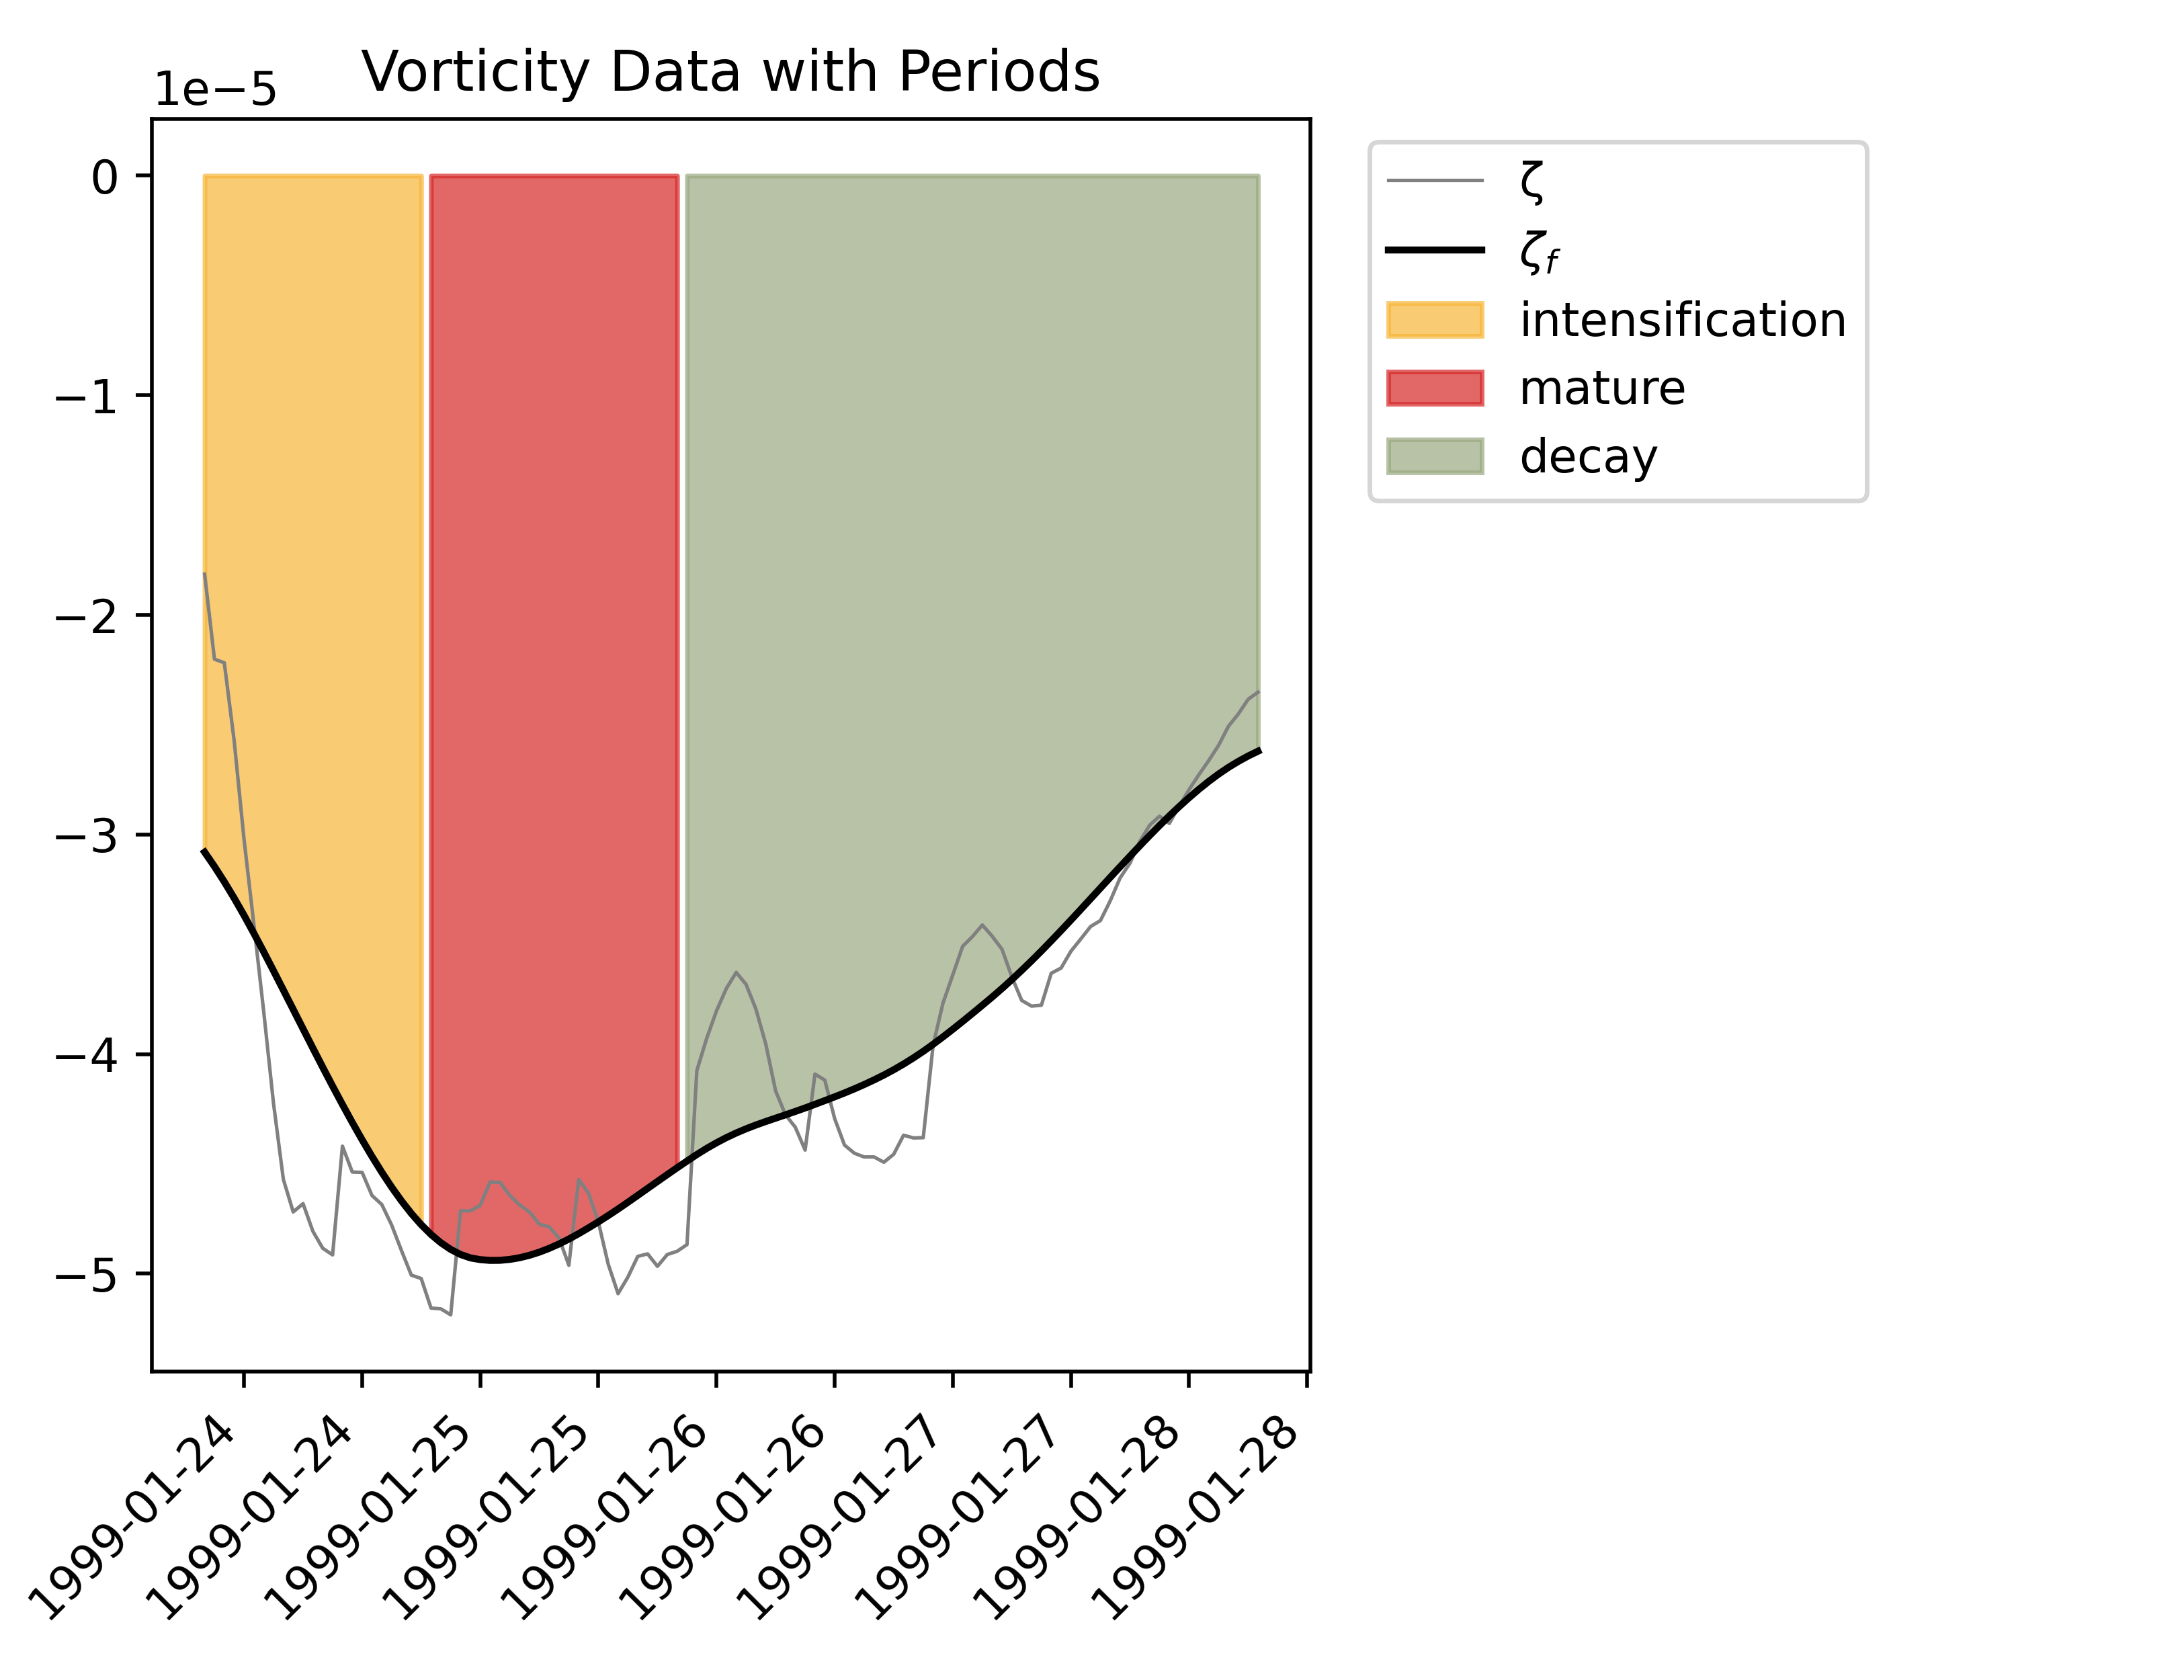 Vorticity Data with Periods
1e−5
0
−1
−2
−3
−4
−5
1999-01-24
1999-01-24
1999-01-25
1999-01-25
1999-01-26
1999-01-26
1999-01-27
1999-01-27
1999-01-28
1999-01-28
ζ
ζf
intensification
mature
decay